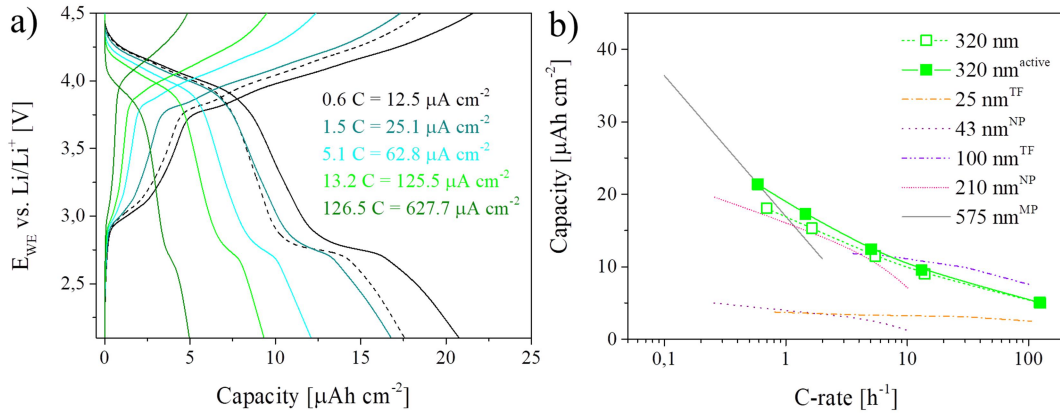 a)
4.5
4.0
3.5
3.0
2.5
E_WE vs. Li/Li⁺ [V]
0.6 C = 12.5 µA cm⁻²
1.5 C = 25.1 µA cm⁻²
5.1 C = 62.8 µA cm⁻²
13.2 C = 125.5 µA cm⁻²
126.5 C = 627.7 µA cm⁻²
0 5 10 15 20 25
Capacity [µAh cm⁻²]
b)
40
30
20
10
0
Capacity [µAh cm⁻²]
320 nm
320 nm^active
25 nm^TF
43 nm^NP
100 nm^TF
210 nm^NP
575 nm^MP
0,1 1 10 100
C-rate [h⁻¹]